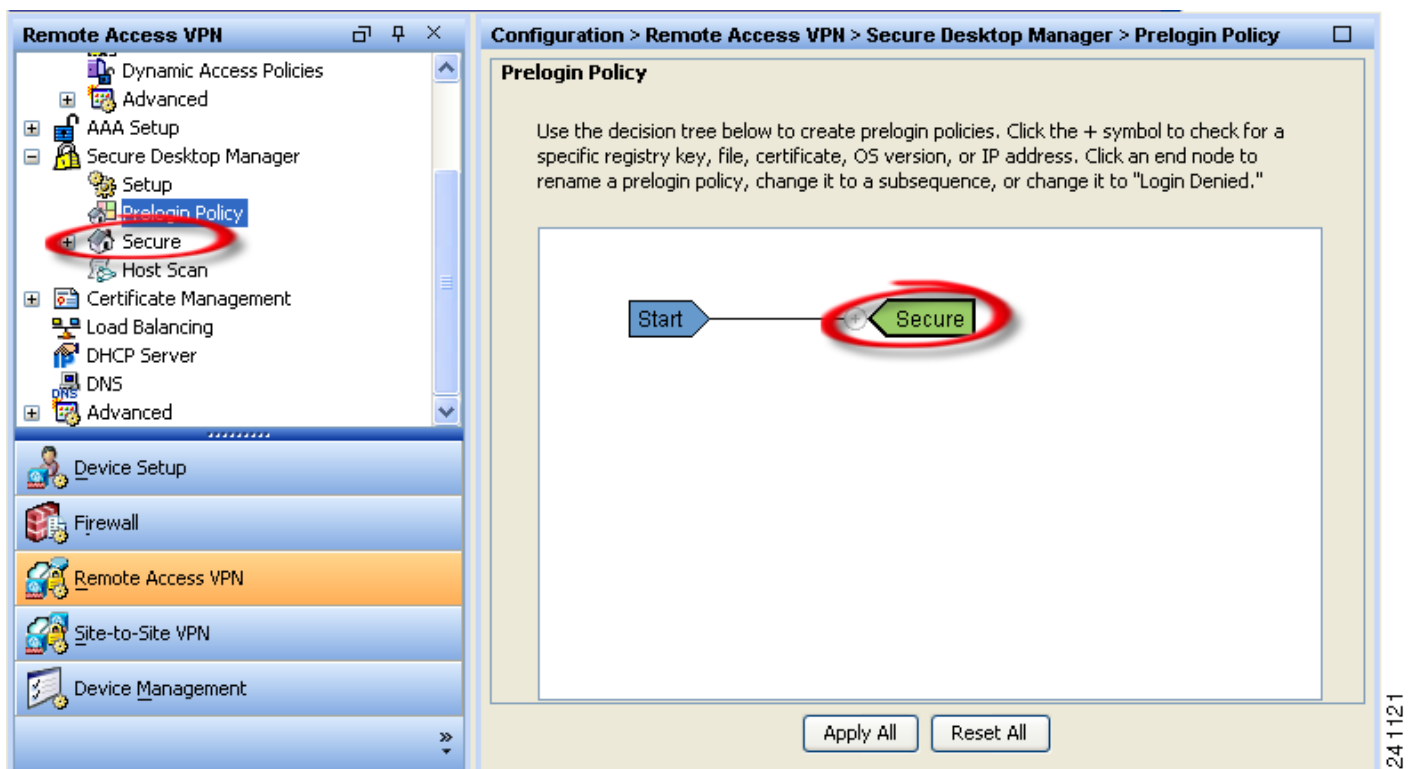 Remote Access VPN
Dynamic Access Policies
Advanced
AAA Setup
Secure Desktop Manager
Setup
Prelogin Policy
Secure
Host Scan
Certificate Management
Load Balancing
DHCP Server
DNS
DNS
Advanced
Device Setup
Firewall
Remote Access VPN
Site-to-Site VPN
Device Management
Configuration > Remote Access VPN > Secure Desktop Manager > Prelogin Policy
Prelogin Policy
Use the decision tree below to create prelogin policies. Click the + symbol to check for a
specific registry key, file, certificate, OS version, or IP address. Click an end node to
rename a prelogin policy, change it to a subsequence, or change it to "Login Denied."
Start
Secure
Apply All
Reset All
241121